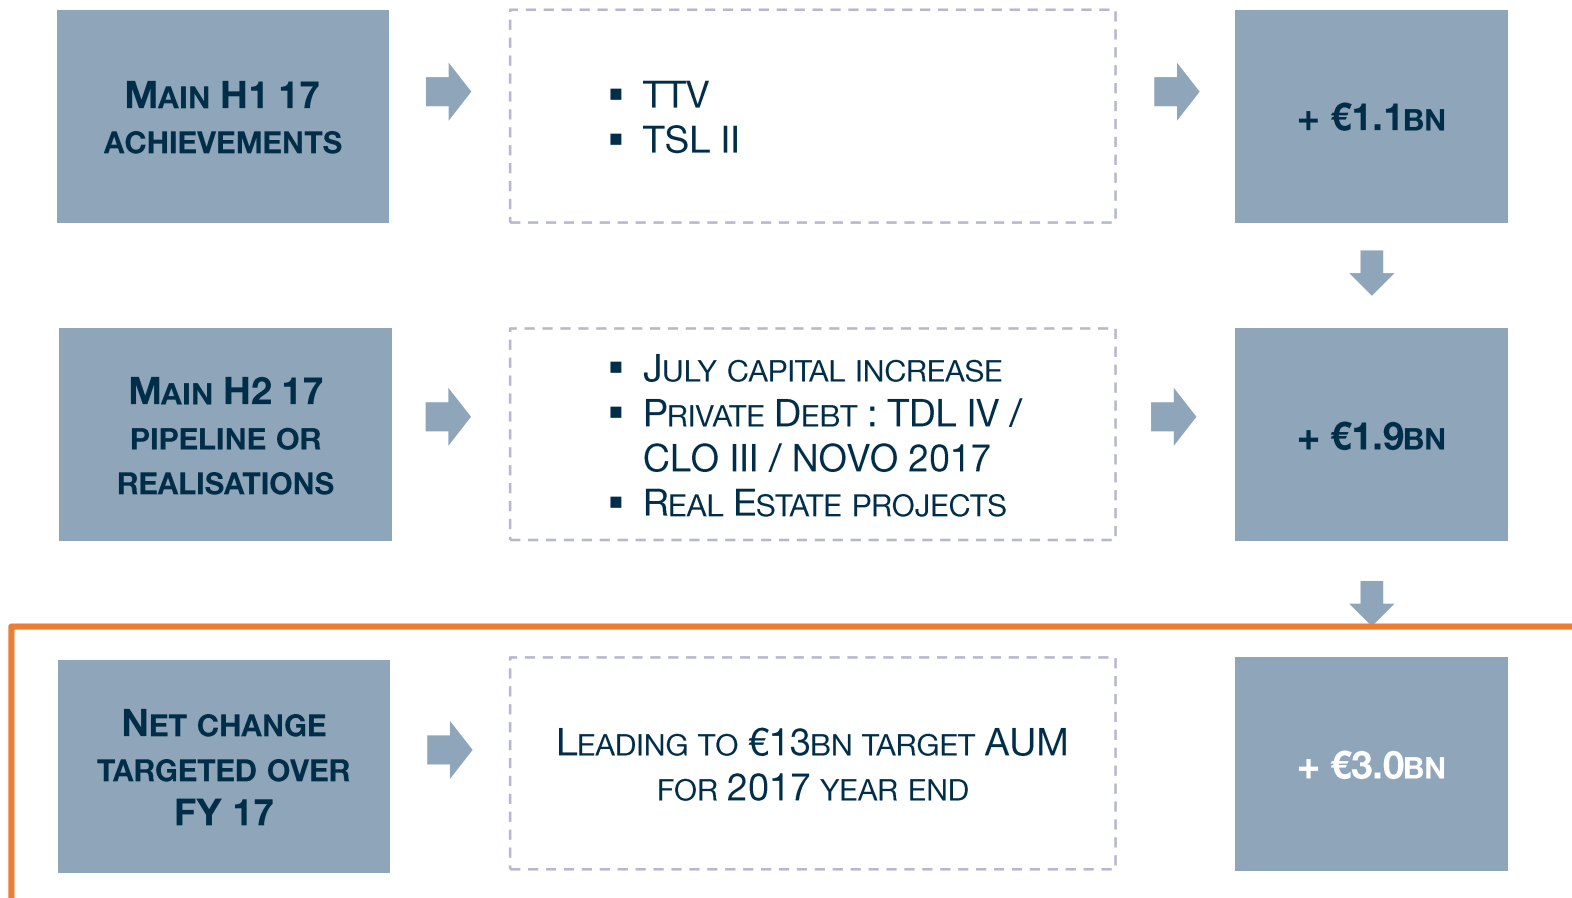 Main H1 17
achievements
▪ TTV
▪ TSL II
+ €1.1bn
Main H2 17
pipeline or
realisations
▪ July capital increase
▪ Private Debt : TDL IV /
CLO III / NOVO 2017
▪ Real Estate projects
+ €1.9bn
Net change
targeted over
FY 17
Leading to €13bn target AUM
for 2017 year end
+ €3.0bn